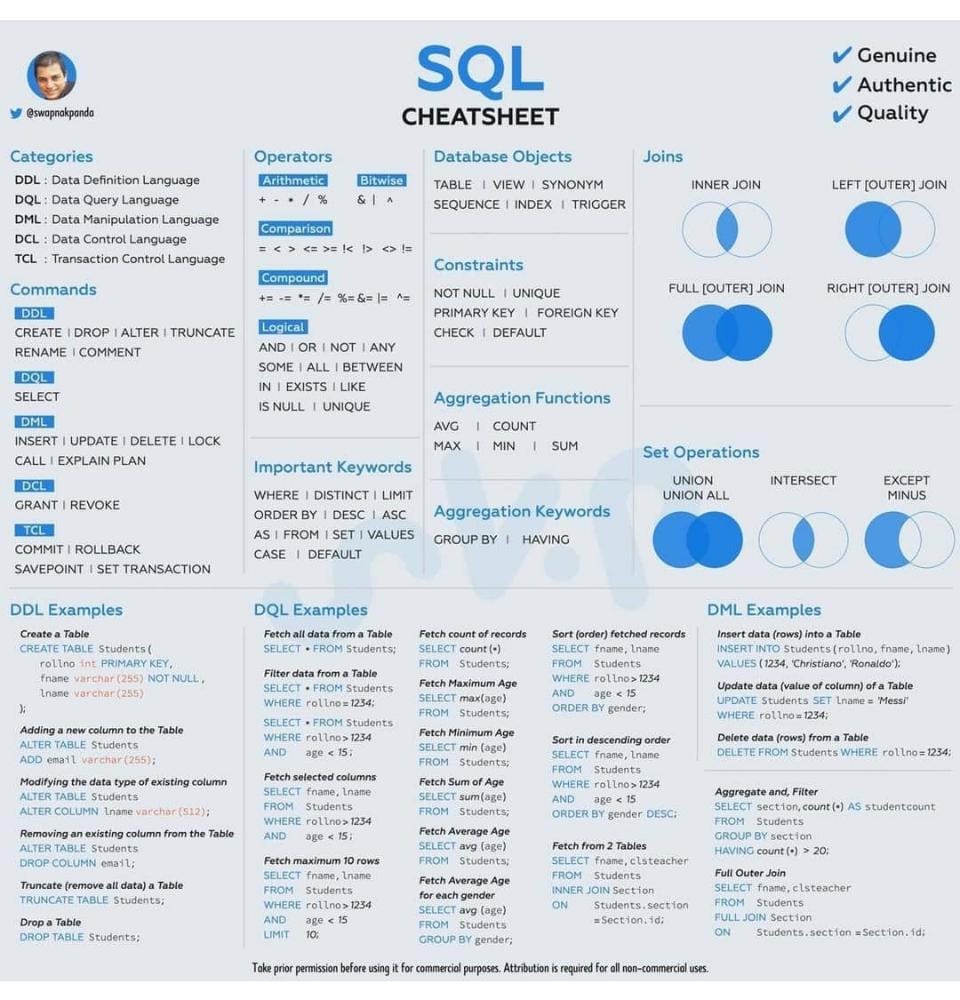 @swapnakpanda
SQL
CHEATSHEET
✔ Genuine
✔ Authentic
✔ Quality
Categories
DDL : Data Definition Language
DQL : Data Query Language
DML : Data Manipulation Language
DCL : Data Control Language
TCL : Transaction Control Language
Commands
DDL
CREATE | DROP | ALTER | TRUNCATE
RENAME | COMMENT
DQL
SELECT
DML
INSERT | UPDATE | DELETE | LOCK
CALL | EXPLAIN PLAN
DCL
GRANT | REVOKE
TCL
COMMIT | ROLLBACK
SAVEPOINT | SET TRANSACTION
Operators
Arithmetic Bitwise
+ - * / % & | ^
Comparison
= < > <= >= !< !> <> !=
Compound
+= -= *= /= %= &= |= ^=
Logical
AND | OR | NOT | ANY
SOME | ALL | BETWEEN
IN | EXISTS | LIKE
IS NULL | UNIQUE
Important Keywords
WHERE | DISTINCT | LIMIT
ORDER BY | DESC | ASC
AS | FROM | SET | VALUES
CASE | DEFAULT
Database Objects
TABLE | VIEW | SYNONYM
SEQUENCE | INDEX | TRIGGER
Constraints
NOT NULL | UNIQUE
PRIMARY KEY | FOREIGN KEY
CHECK | DEFAULT
Aggregation Functions
AVG | COUNT
MAX | MIN | SUM
Aggregation Keywords
GROUP BY | HAVING
Joins
INNER JOIN LEFT [OUTER] JOIN
FULL [OUTER] JOIN RIGHT [OUTER] JOIN
Set Operations
UNION
UNION ALL
INTERSECT
EXCEPT
MINUS
DDL Examples
Create a Table
CREATE TABLE Students(
rollno int PRIMARY KEY,
fname varchar(255) NOT NULL,
lname varchar(255)
);
Adding a new column to the Table
ALTER TABLE Students
ADD email varchar(255);
Modifying the data type of existing column
ALTER TABLE Students
ALTER COLUMN lname varchar(512);
Removing an existing column from the Table
ALTER TABLE Students
DROP COLUMN email;
Truncate (remove all data) a Table
TRUNCATE TABLE Students;
Drop a Table
DROP TABLE Students;
DQL Examples
Fetch all data from a Table
SELECT * FROM Students;
Filter data from a Table
SELECT * FROM Students
WHERE rollno = 1234;
SELECT * FROM Students
WHERE rollno > 1234
AND age < 15;
Fetch selected columns
SELECT fname, lname
FROM Students
WHERE rollno > 1234
AND age < 15;
Fetch maximum 10 rows
SELECT fname, lname
FROM Students
WHERE rollno > 1234
AND age < 15
LIMIT 10;
Fetch count of records
SELECT count (*)
FROM Students;
Fetch Maximum Age
SELECT max(age)
FROM Students;
Fetch Minimum Age
SELECT min (age)
FROM Students;
Fetch Sum of Age
SELECT sum(age)
FROM Students;
Fetch Average Age
SELECT avg (age)
FROM Students;
Fetch Average Age
for each gender
SELECT avg (age)
FROM Students
GROUP BY gender;
Sort (order) fetched records
SELECT fname, lname
FROM Students
WHERE rollno > 1234
AND age < 15
ORDER BY gender;
Sort in descending order
SELECT fname, lname
FROM Students
WHERE rollno > 1234
AND age < 15
ORDER BY gender DESC;
Fetch from 2 Tables
SELECT fname, clsteacher
FROM Students
INNER JOIN Section
ON Students.section
= Section.id;
DML Examples
Insert data (rows) into a Table
INSERT INTO Students (rollno, fname, lname)
VALUES (1234, 'Christiano', 'Ronaldo');
Update data (value of column) of a Table
UPDATE Students SET lname = 'Messi'
WHERE rollno = 1234;
Delete data (rows) from a Table
DELETE FROM Students WHERE rollno = 1234;
Aggregate and, Filter
SELECT section, count (*) AS studentcount
FROM Students
GROUP BY section
HAVING count (*) > 20;
Full Outer Join
SELECT fname, clsteacher
FROM Students
FULL JOIN Section
ON Students.section = Section.id;
Take prior permission before using it for commercial purposes. Attribution is required for all non-commercial uses.